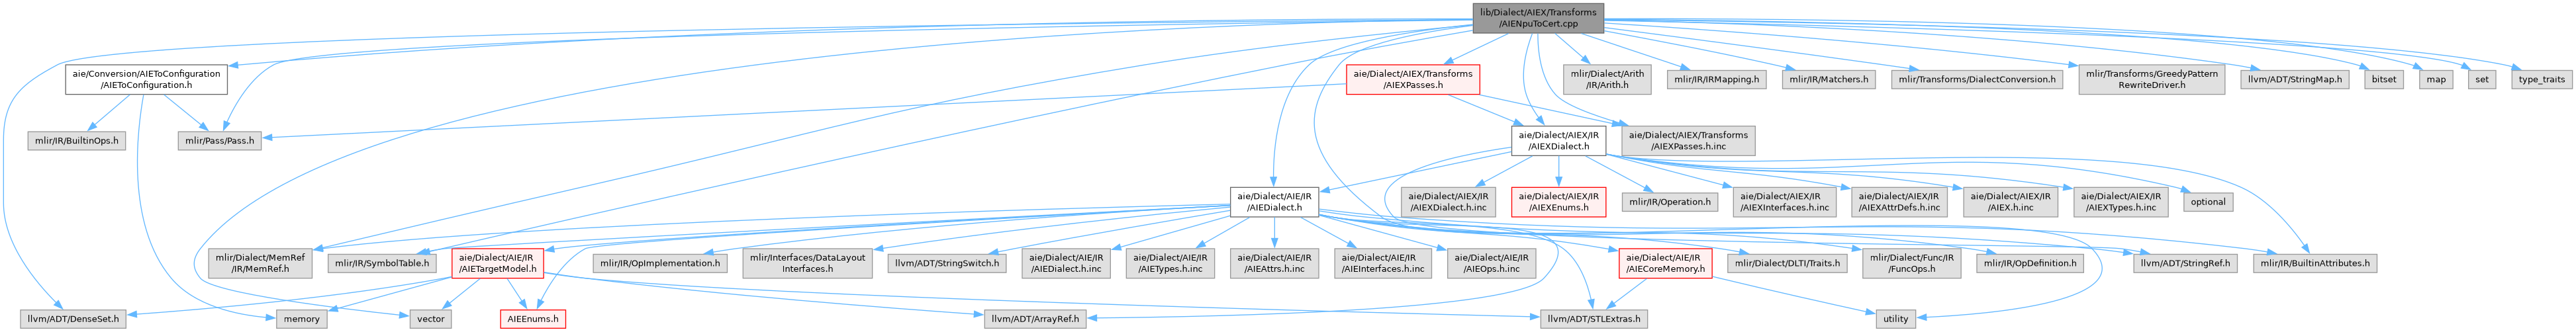 lib/Dialect/AIEX/Transforms
/AIENpuToCert.cpp
aie/Conversion/AIEToConfiguration
/AIEToConfiguration.h
aie/Dialect/AIEX/Transforms
/AIEXPasses.h
mlir/Dialect/Arith
/IR/Arith.h
mlir/IR/IRMapping.h
mlir/IR/Matchers.h
mlir/Transforms/DialectConversion.h
mlir/Transforms/GreedyPattern
RewriteDriver.h
llvm/ADT/StringMap.h
bitset
map
set
type_traits
mlir/IR/BuiltinOps.h
mlir/Pass/Pass.h
aie/Dialect/AIEX/IR
/AIEXDialect.h
aie/Dialect/AIEX/Transforms
/AIEXPasses.h.inc
aie/Dialect/AIE/IR
/AIEDialect.h
aie/Dialect/AIEX/IR
/AIEXDialect.h.inc
aie/Dialect/AIEX/IR
/AIEXEnums.h
mlir/IR/Operation.h
aie/Dialect/AIEX/IR
/AIEXInterfaces.h.inc
aie/Dialect/AIEX/IR
/AIEXAttrDefs.h.inc
aie/Dialect/AIEX/IR
/AIEX.h.inc
aie/Dialect/AIEX/IR
/AIEXTypes.h.inc
optional
mlir/Dialect/MemRef
/IR/MemRef.h
mlir/IR/SymbolTable.h
aie/Dialect/AIE/IR
/AIETargetModel.h
mlir/IR/OpImplementation.h
mlir/Interfaces/DataLayout
Interfaces.h
llvm/ADT/StringSwitch.h
aie/Dialect/AIE/IR
/AIEDialect.h.inc
aie/Dialect/AIE/IR
/AIETypes.h.inc
aie/Dialect/AIE/IR
/AIEAttrs.h.inc
aie/Dialect/AIE/IR
/AIEInterfaces.h.inc
aie/Dialect/AIE/IR
/AIEOps.h.inc
aie/Dialect/AIE/IR
/AIECoreMemory.h
mlir/Dialect/DLTI/Traits.h
mlir/Dialect/Func/IR
/FuncOps.h
mlir/IR/OpDefinition.h
llvm/ADT/StringRef.h
mlir/IR/BuiltinAttributes.h
llvm/ADT/DenseSet.h
memory
vector
AIEEnums.h
llvm/ADT/ArrayRef.h
llvm/ADT/STLExtras.h
utility